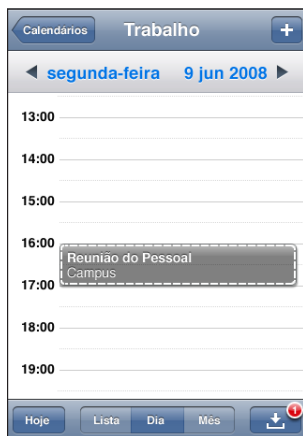 Calendários Trabalho +
segunda-feira 9 jun 2008
13:00
14:00
15:00
16:00
Reunião do Pessoal
Campus
17:00
18:00
19:00
Hoje Lista Dia Mês 1